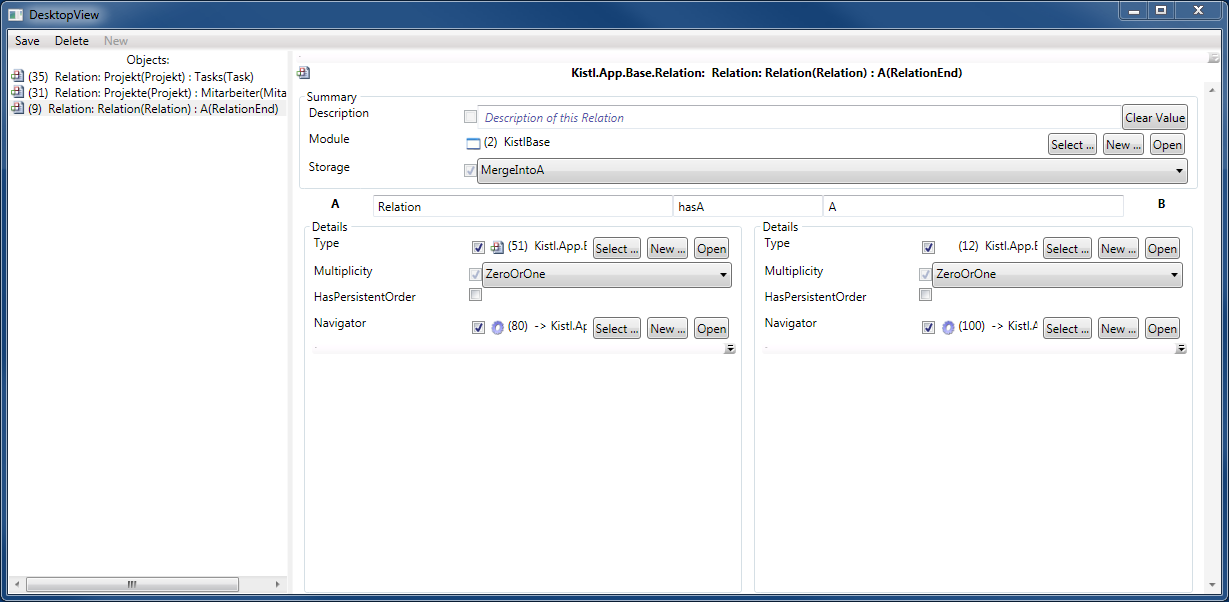 DesktopView
Save Delete New
Objects:
(35) Relation: Projekt(Projekt) : Tasks(Task)
(31) Relation: Projekte(Projekt) : Mitarbeiter(Mita
(9) Relation: Relation(Relation) : A(RelationEnd)
Kistl.App.Base.Relation: Relation: Relation(Relation) : A(RelationEnd)
Summary
Description Description of this Relation Clear Value
Module (2) KistlBase Select ... New ... Open
Storage MergeIntoA
A Relation hasA A B
Details
Type (51) Kistl.App.E Select ... New ... Open
Multiplicity ZeroOrOne
HasPersistentOrder
Navigator (80) -> Kistl.Ap Select ... New ... Open
Details
Type (12) Kistl.App.E Select ... New ... Open
Multiplicity ZeroOrOne
HasPersistentOrder
Navigator (100) -> Kistl.A Select ... New ... Open